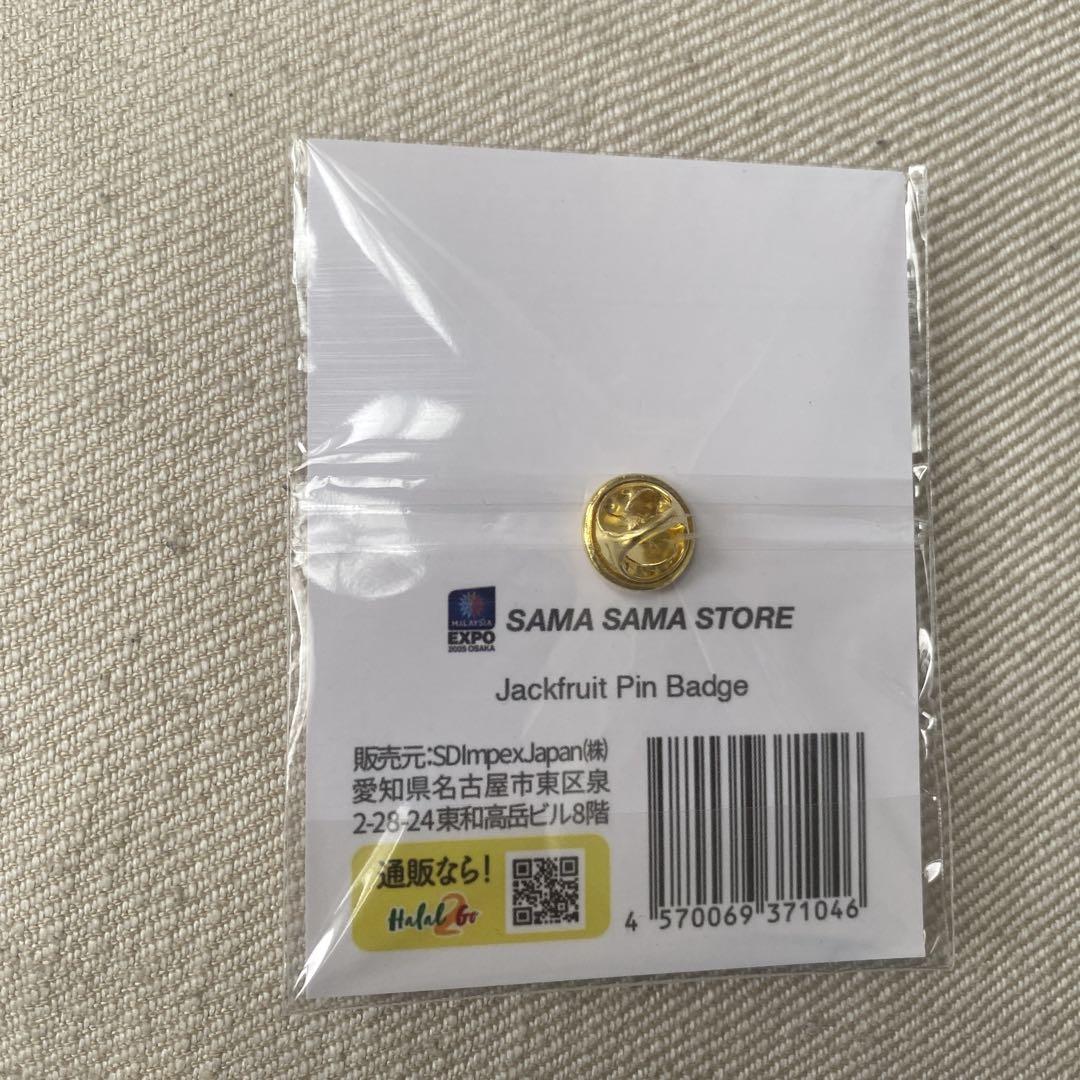 MALAYSIA
EXPO
2025 OSAKA
SAMA SAMA STORE
Jackfruit Pin Badge
販売元:SDImpexJapan㈱
愛知県名古屋市東区泉
2-28-24東和高岳ビル8階
通販なら!
Halal2Go
4 570069 371046